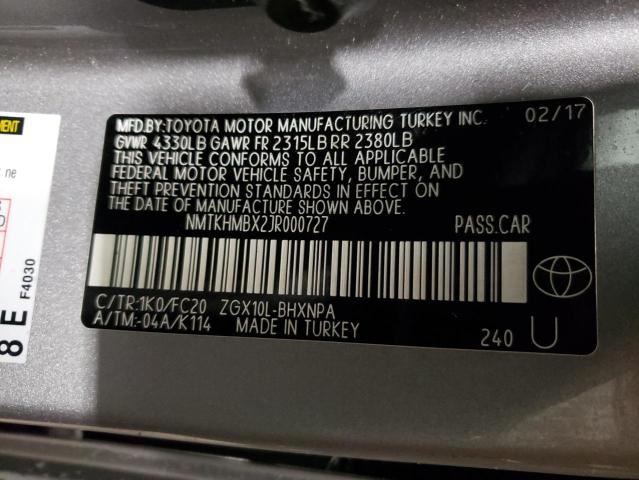 MFD.BY:TOYOTA MOTOR MANUFACTURING TURKEY INC. 02/17
GVWR 4330LB GAWR FR 2315LB RR 2380LB
THIS VEHICLE CONFORMS TO ALL APPLICABLE
FEDERAL MOTOR VEHICLE SAFETY, BUMPER, AND
THEFT PREVENTION STANDARDS IN EFFECT ON
THE DATE OF MANUFACTURE SHOWN ABOVE.
NMTKHMBX2JR000727 PASS.CAR
C/TR:1K0/FC20 ZGX10L-BHXNPA
A/TM:-04A/K114 MADE IN TURKEY
240 U
ne
8 E
F4030